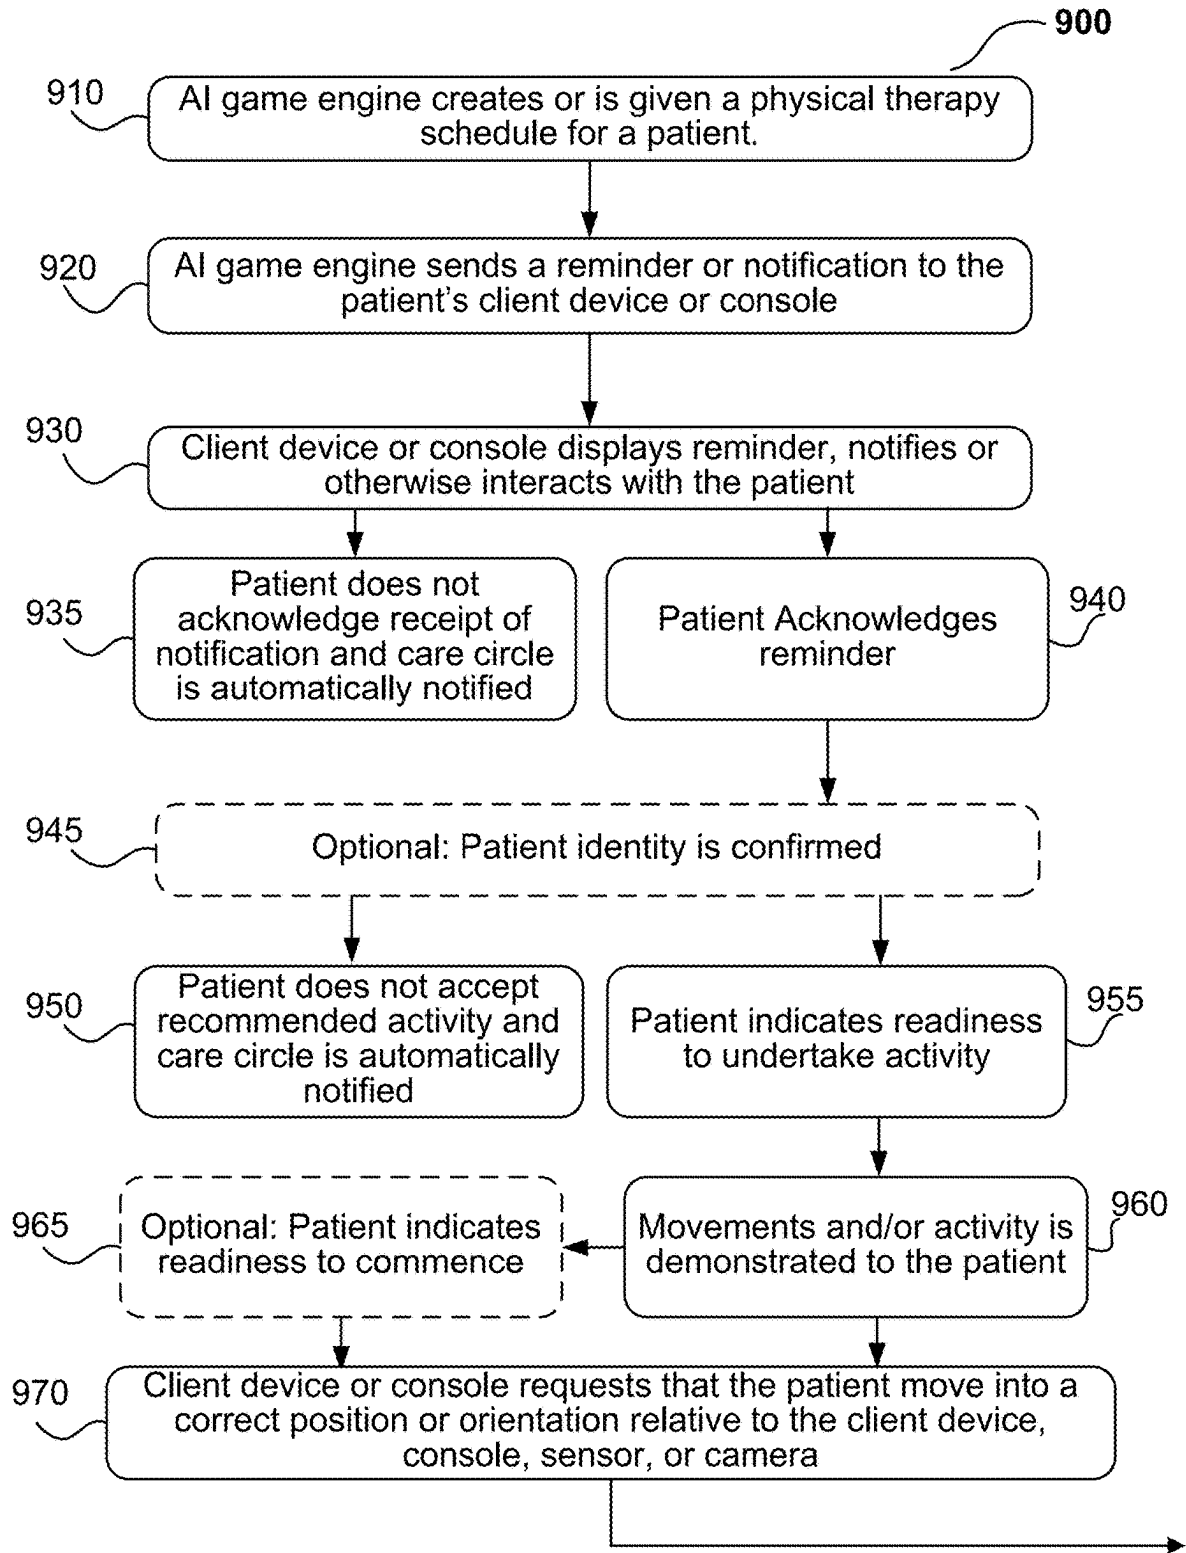 900
910
AI game engine creates or is given a physical therapy
schedule for a patient.
920
AI game engine sends a reminder or notification to the
patient's client device or console
930
Client device or console displays reminder, notifies or
otherwise interacts with the patient
935
Patient does not
acknowledge receipt of
notification and care circle
is automatically notified
940
Patient Acknowledges
reminder
945
Optional: Patient identity is confirmed
950
Patient does not accept
recommended activity and
care circle is automatically
notified
955
Patient indicates readiness
to undertake activity
965
Optional: Patient indicates
readiness to commence
960
Movements and/or activity is
demonstrated to the patient
970
Client device or console requests that the patient move into a
correct position or orientation relative to the client device,
console, sensor, or camera